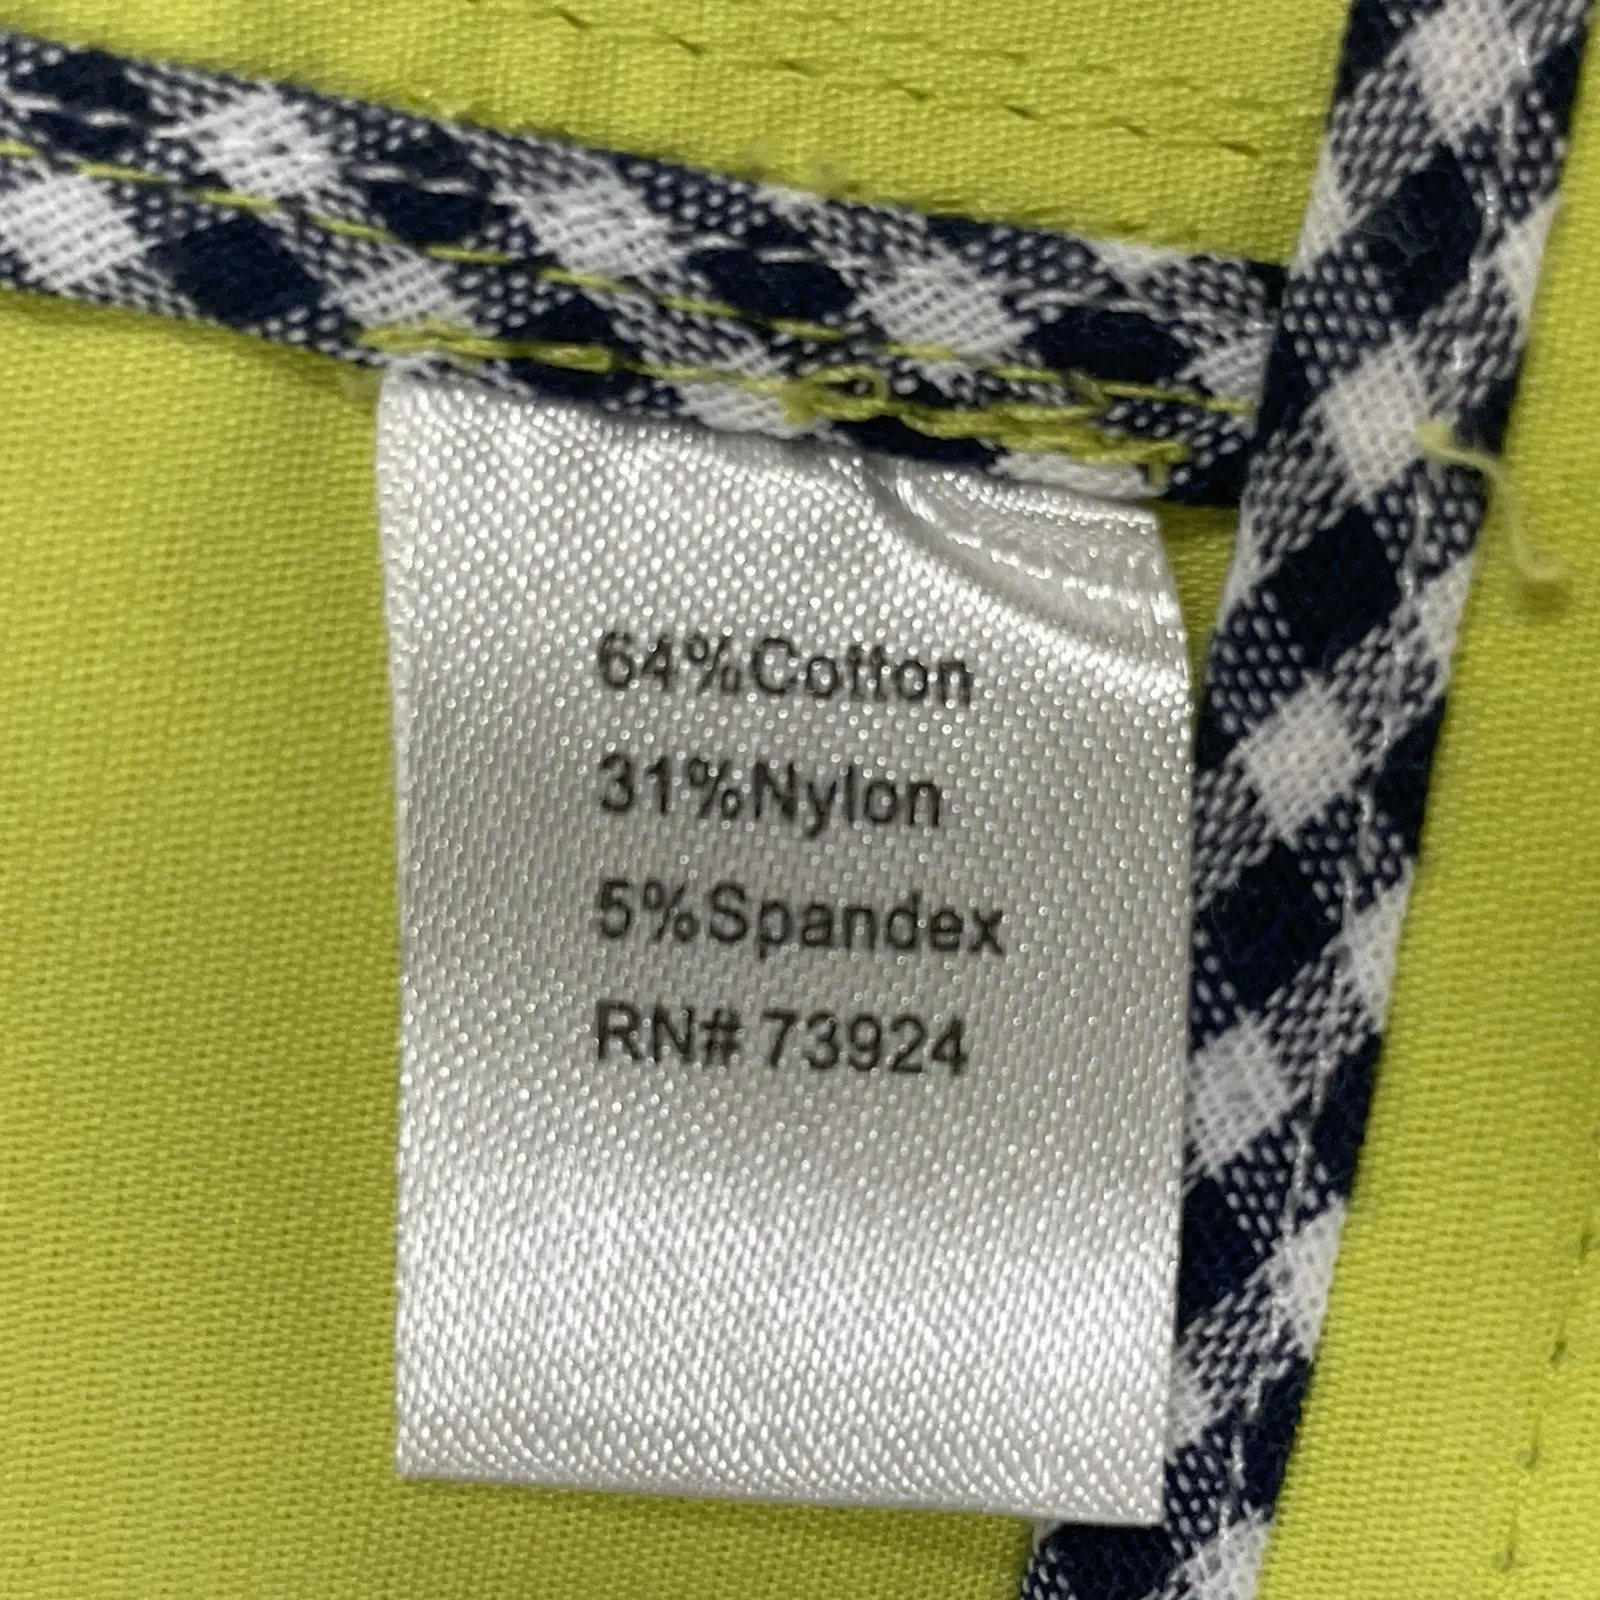 64%Cotton
31%Nylon
5%Spandex
RN# 73924